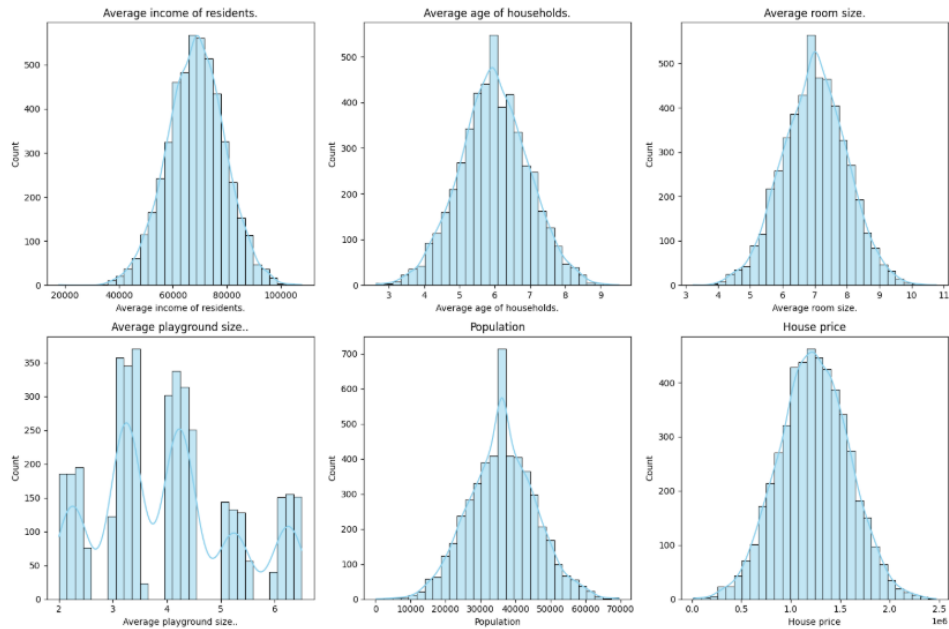 Average income of residents. Average age of households. Average room size.
500
400
300
200
100
0
Count
20000 40000 60000 80000 100000
Average income of residents.
500
400
300
200
100
0
Count
3 4 5 6 7 8 9
Average age of households.
500
400
300
200
100
0
Count
3 4 5 6 7 8 9 10 11
Average room size.
Average playground size.. Population House price
350
300
250
200
150
100
50
0
Count
2 3 4 5 6
Average playground size..
700
600
500
400
300
200
100
0
Count
0 10000 20000 30000 40000 50000 60000 70000
Population
400
300
200
100
0
Count
0.0 0.5 1.0 1.5 2.0 2.5
1e6
House price